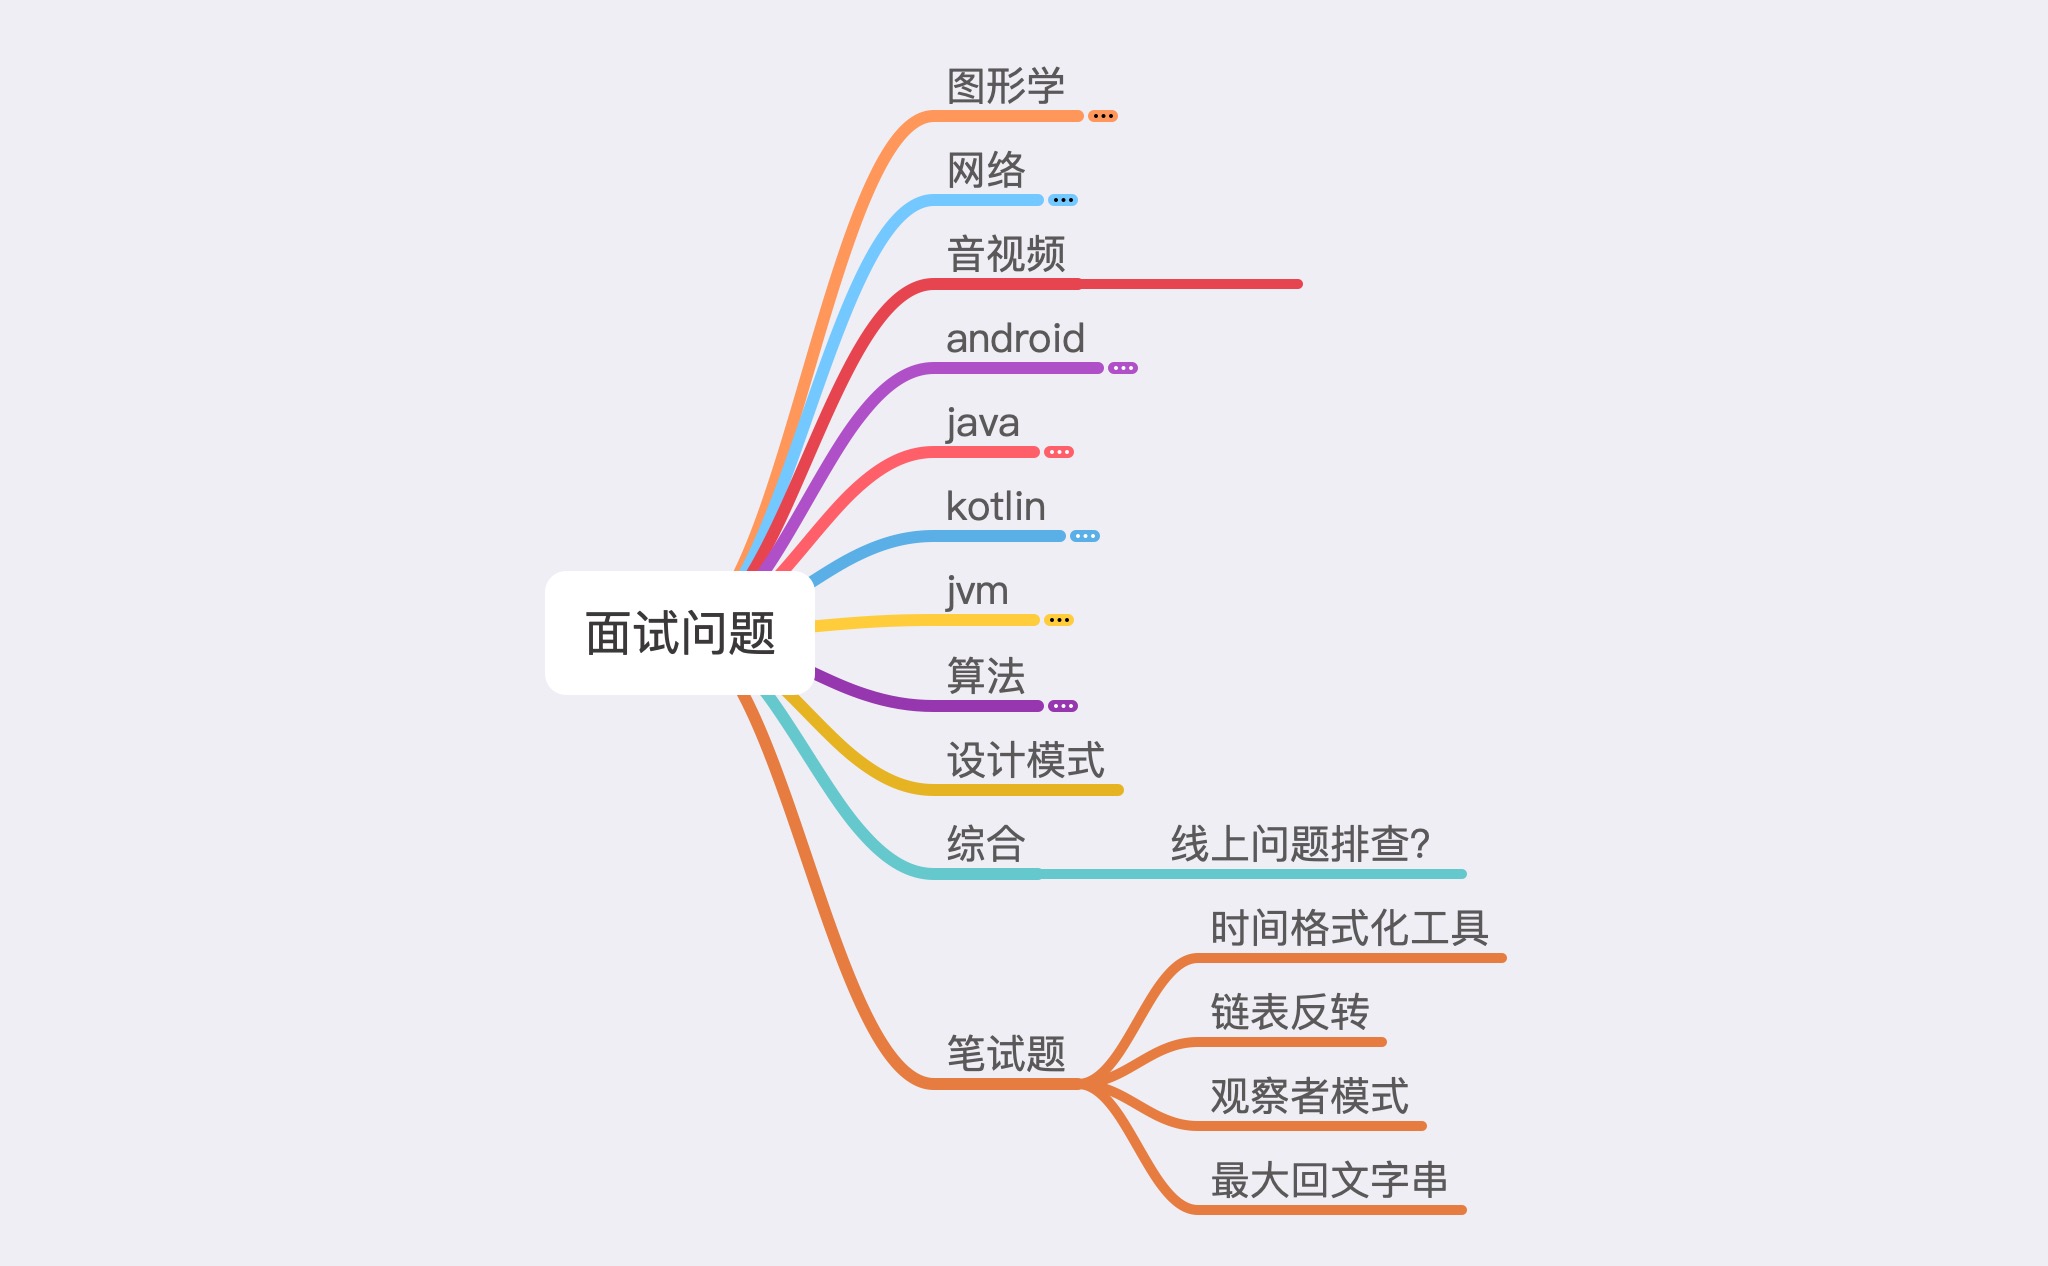 图形学
网络
音视频
android
java
kotlin
jvm
面试问题
算法
设计模式
综合
线上问题排查?
时间格式化工具
链表反转
笔试题
观察者模式
最大回文字串